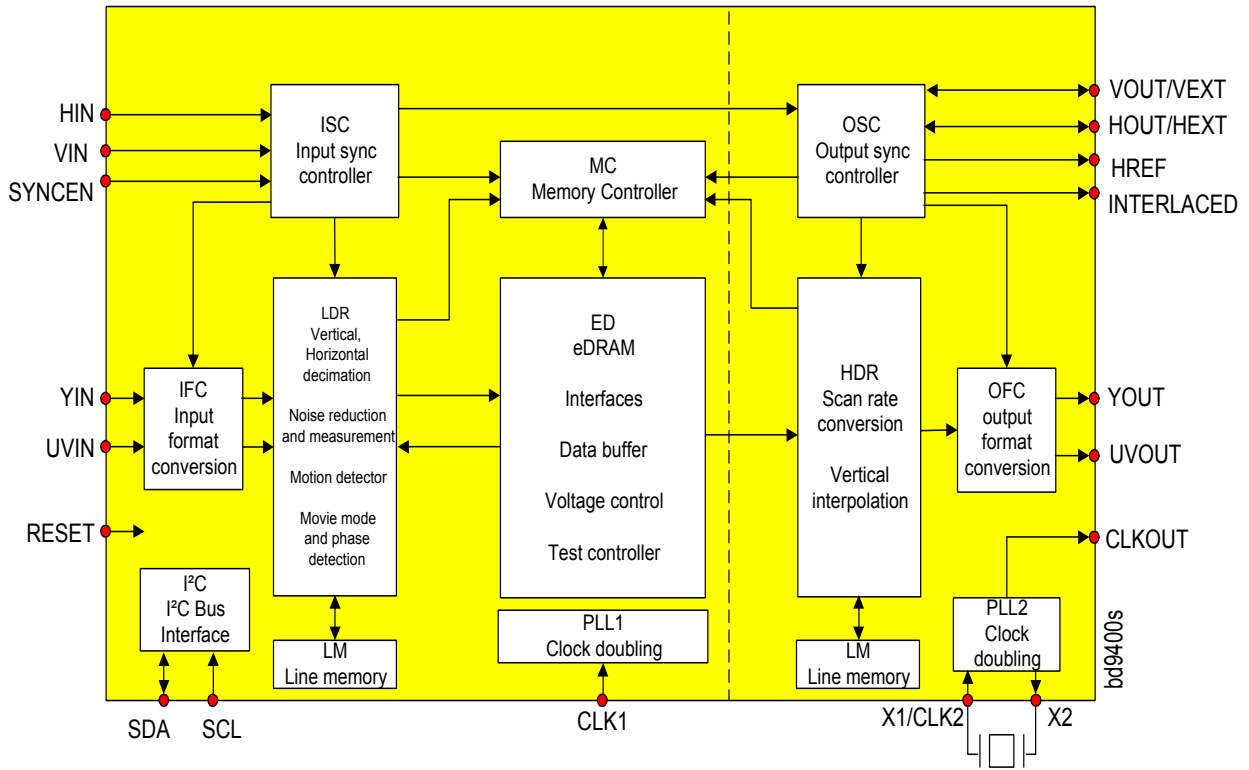 HIN
VIN
SYNCEN
ISC
Input sync
controller
MC
Memory Controller
OSC
Output sync
controller
VOUT/VEXT
HOUT/HEXT
HREF
INTERLACED
YIN
UVIN
IFC
Input
format
conversion
LDR
Vertical,
Horizontal
decimation
Noise reduction
and measurement
Motion detector
Movie mode
and phase
detection
ED
eDRAM
Interfaces
Data buffer
Voltage control
Test controller
HDR
Scan rate
conversion
Vertical
interpolation
OFC
output
format
conversion
YOUT
UVOUT
RESET
CLKOUT
I²C
I²C Bus
Interface
LM
Line memory
PLL1
Clock doubling
LM
Line memory
PLL2
Clock
doubling
bd9400s
SDA
SCL
CLK1
X1/CLK2
X2